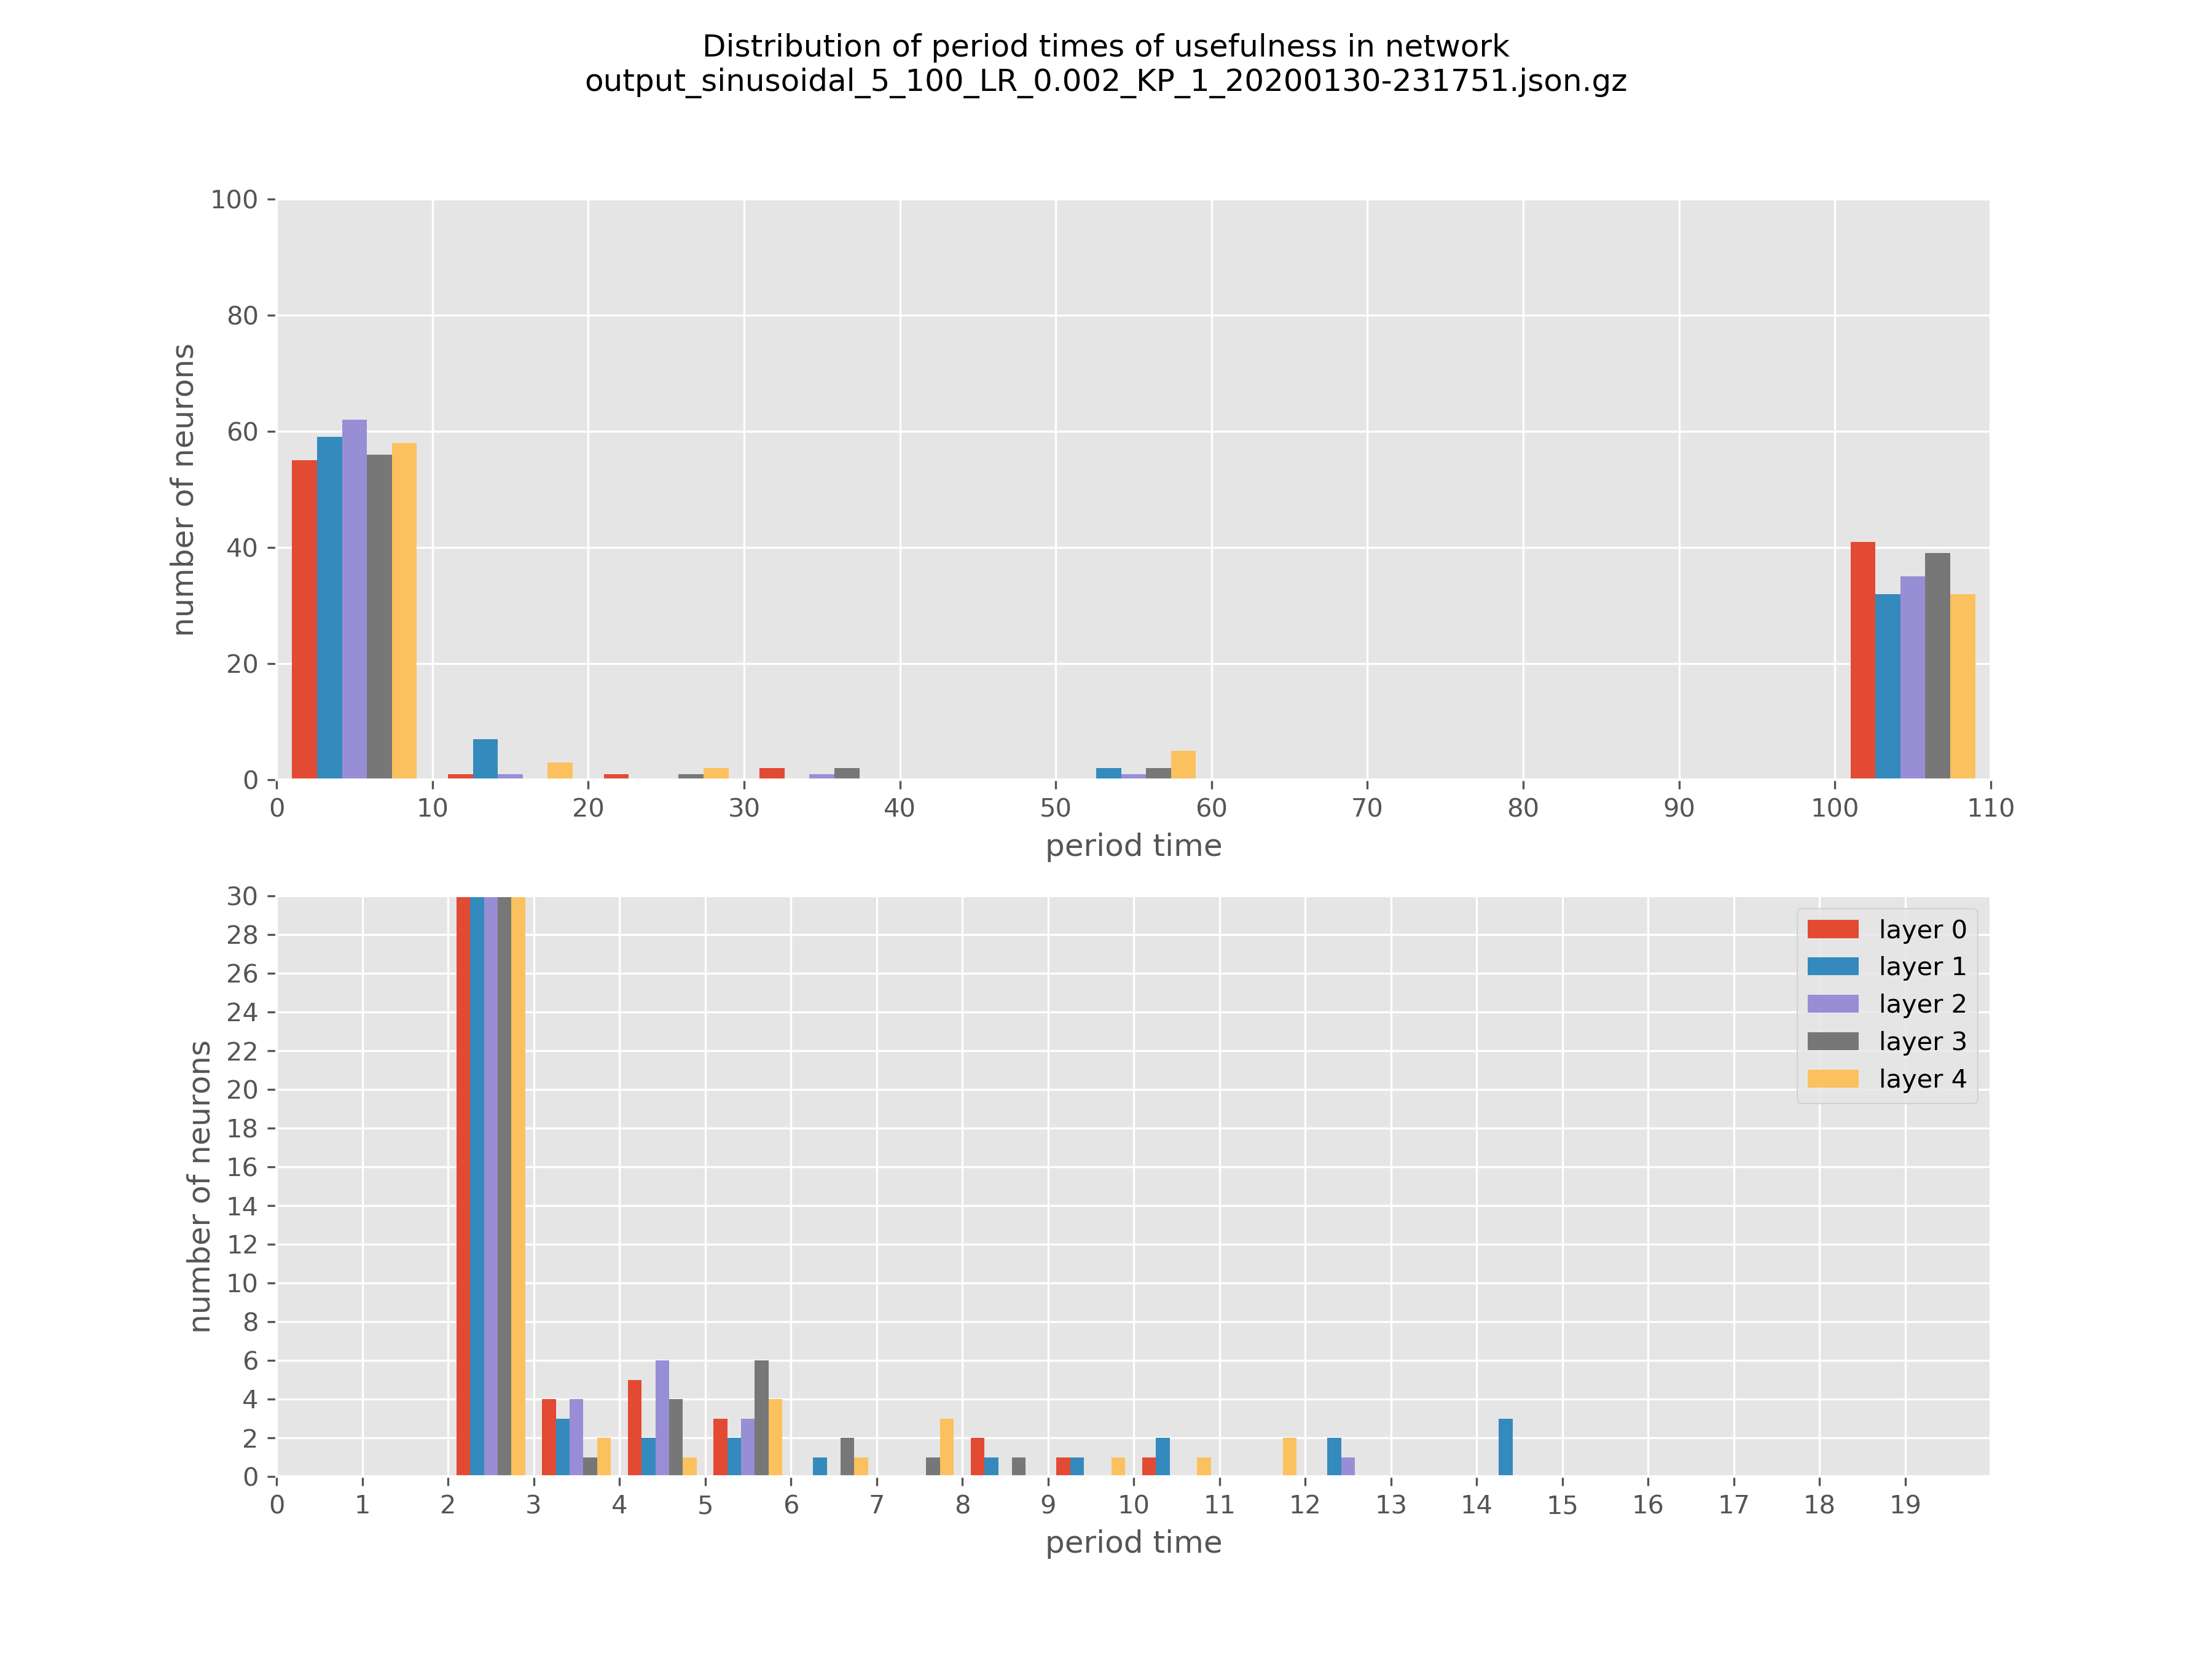 Distribution of period times of usefulness in network
output_sinusoidal_5_100_LR_0.002_KP_1_20200130-231751.json.gz
100
80
60
40
20
0
number of neurons
0 10 20 30 40 50 60 70 80 90 100 110
period time
30
28
26
24
22
20
18
16
14
12
10
8
6
4
2
0
number of neurons
layer 0
layer 1
layer 2
layer 3
layer 4
0 1 2 3 4 5 6 7 8 9 10 11 12 13 14 15 16 17 18 19
period time